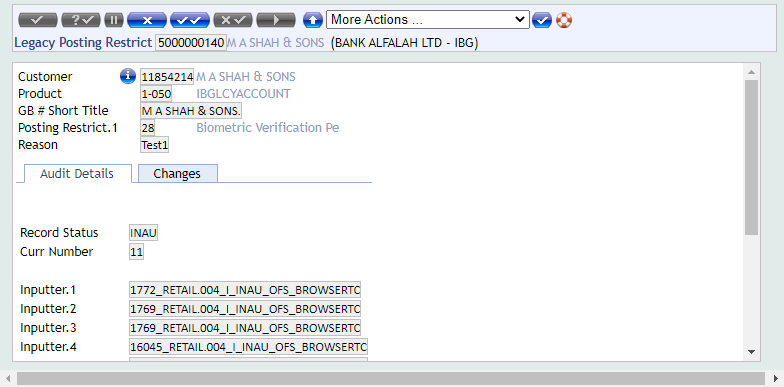 More Actions ...
Legacy Posting Restrict 5000000140 M A SHAH & SONS (BANK ALFALAH LTD - IBG)
Customer 11854214 M A SHAH & SONS
Product 1-050 IBGLCYACCOUNT
GB # Short Title M A SHAH & SONS.
Posting Restrict.1 28 Biometric Verification Pe
Reason Test1
Audit Details Changes
Record Status INAU
Curr Number 11
Inputter.1 1772_RETAIL.004_I_INAU_OFS_BROWSERTC
Inputter.2 1769_RETAIL.004_I_INAU_OFS_BROWSERTC
Inputter.3 1769_RETAIL.004_I_INAU_OFS_BROWSERTC
Inputter.4 16045_RETAIL.004_I_INAU_OFS_BROWSERTC